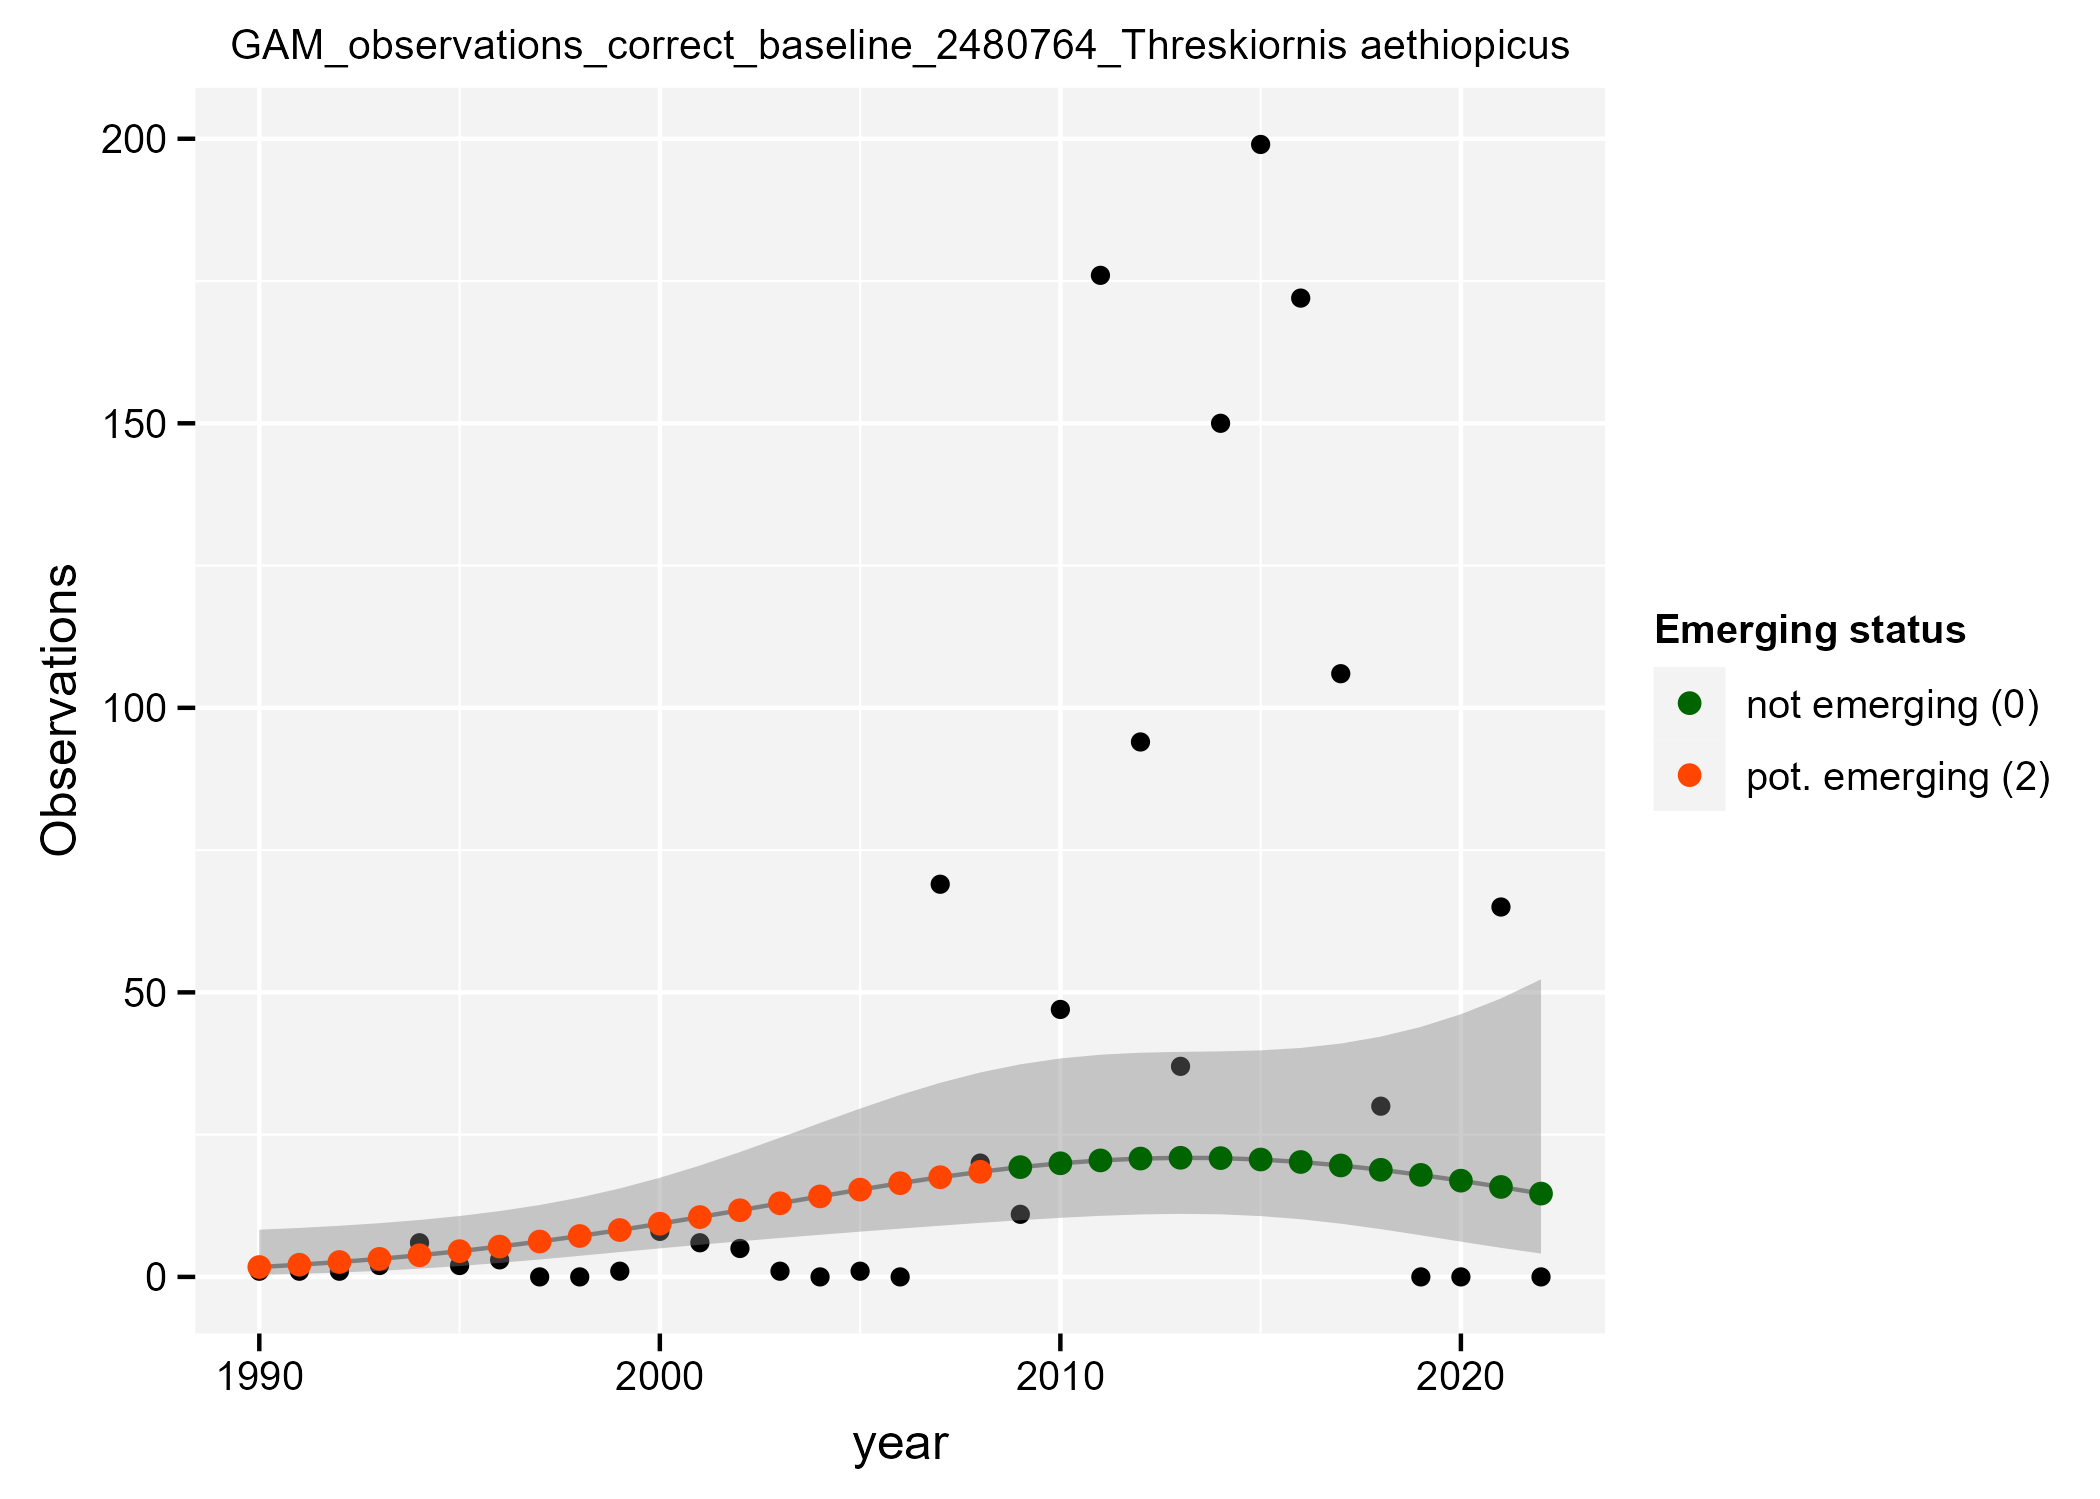 GAM_observations_correct_baseline_2480764_Threskiornis aethiopicus
200
150
100
50
0
Observations
1990
2000
2010
2020
year
Emerging status
not emerging (0)
pot. emerging (2)